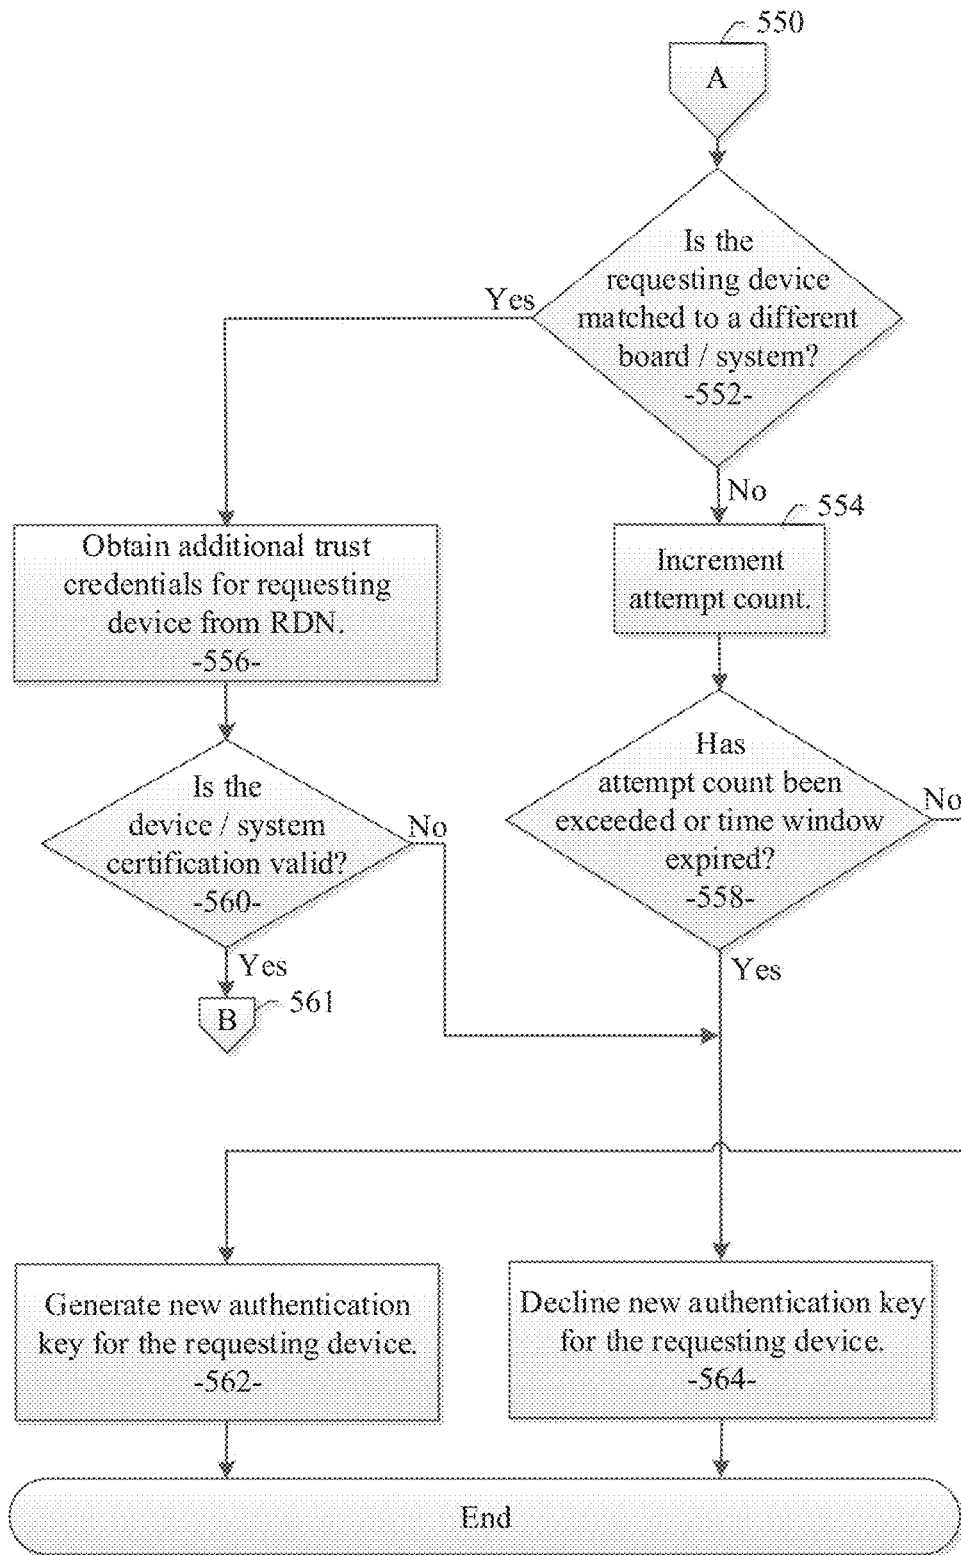 550
A
Is the
requesting device
matched to a different
board / system?
-552-
Yes
No
554
Increment
attempt count.
Obtain additional trust
credentials for requesting
device from RDN.
-556-
Has
attempt count been
exceeded or time window
expired?
-558-
No
Yes
Is the
device / system
certification valid?
-560-
No
Yes
B
561
Generate new authentication
key for the requesting device.
-562-
Decline new authentication key
for the requesting device.
-564-
End